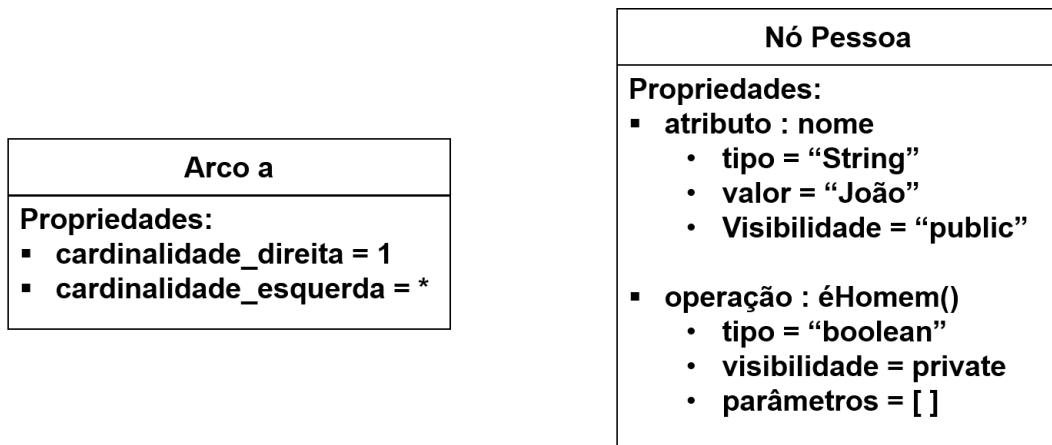 Arco a
Propriedades:
▪ cardinalidade_direita = 1
▪ cardinalidade_esquerda = *
Nó Pessoa
Propriedades:
▪ atributo : nome
• tipo = “String”
• valor = “João”
• Visibilidade = “public”
▪ operação : éHomem()
• tipo = “boolean”
• visibilidade = private
• parâmetros = [ ]